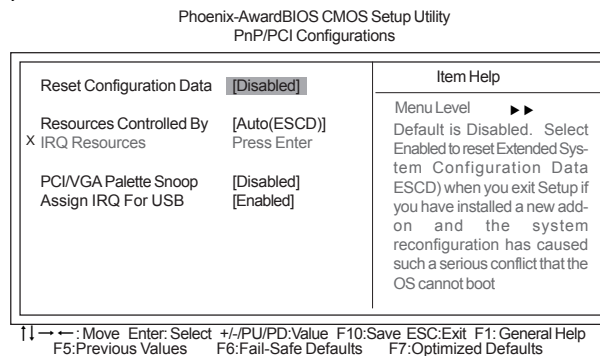 Phoenix-AwardBIOS CMOS Setup Utility
PnP/PCI Configurations
Reset Configuration Data [Disabled]
Resources Controlled By [Auto(ESCD)]
X IRQ Resources Press Enter
PCI/VGA Palette Snoop [Disabled]
Assign IRQ For USB [Enabled]
Item Help
Menu Level ►►
Default is Disabled. Select
Enabled to reset Extended Sys-
tem Configuration Data
ESCD) when you exit Setup if
you have installed a new add-
on and the system
reconfiguration has caused
such a serious conflict that the
OS cannot boot
↑↓→←: Move Enter: Select +/-/PU/PD:Value F10:Save ESC:Exit F1: General Help
F5:Previous Values F6:Fail-Safe Defaults F7:Optimized Defaults